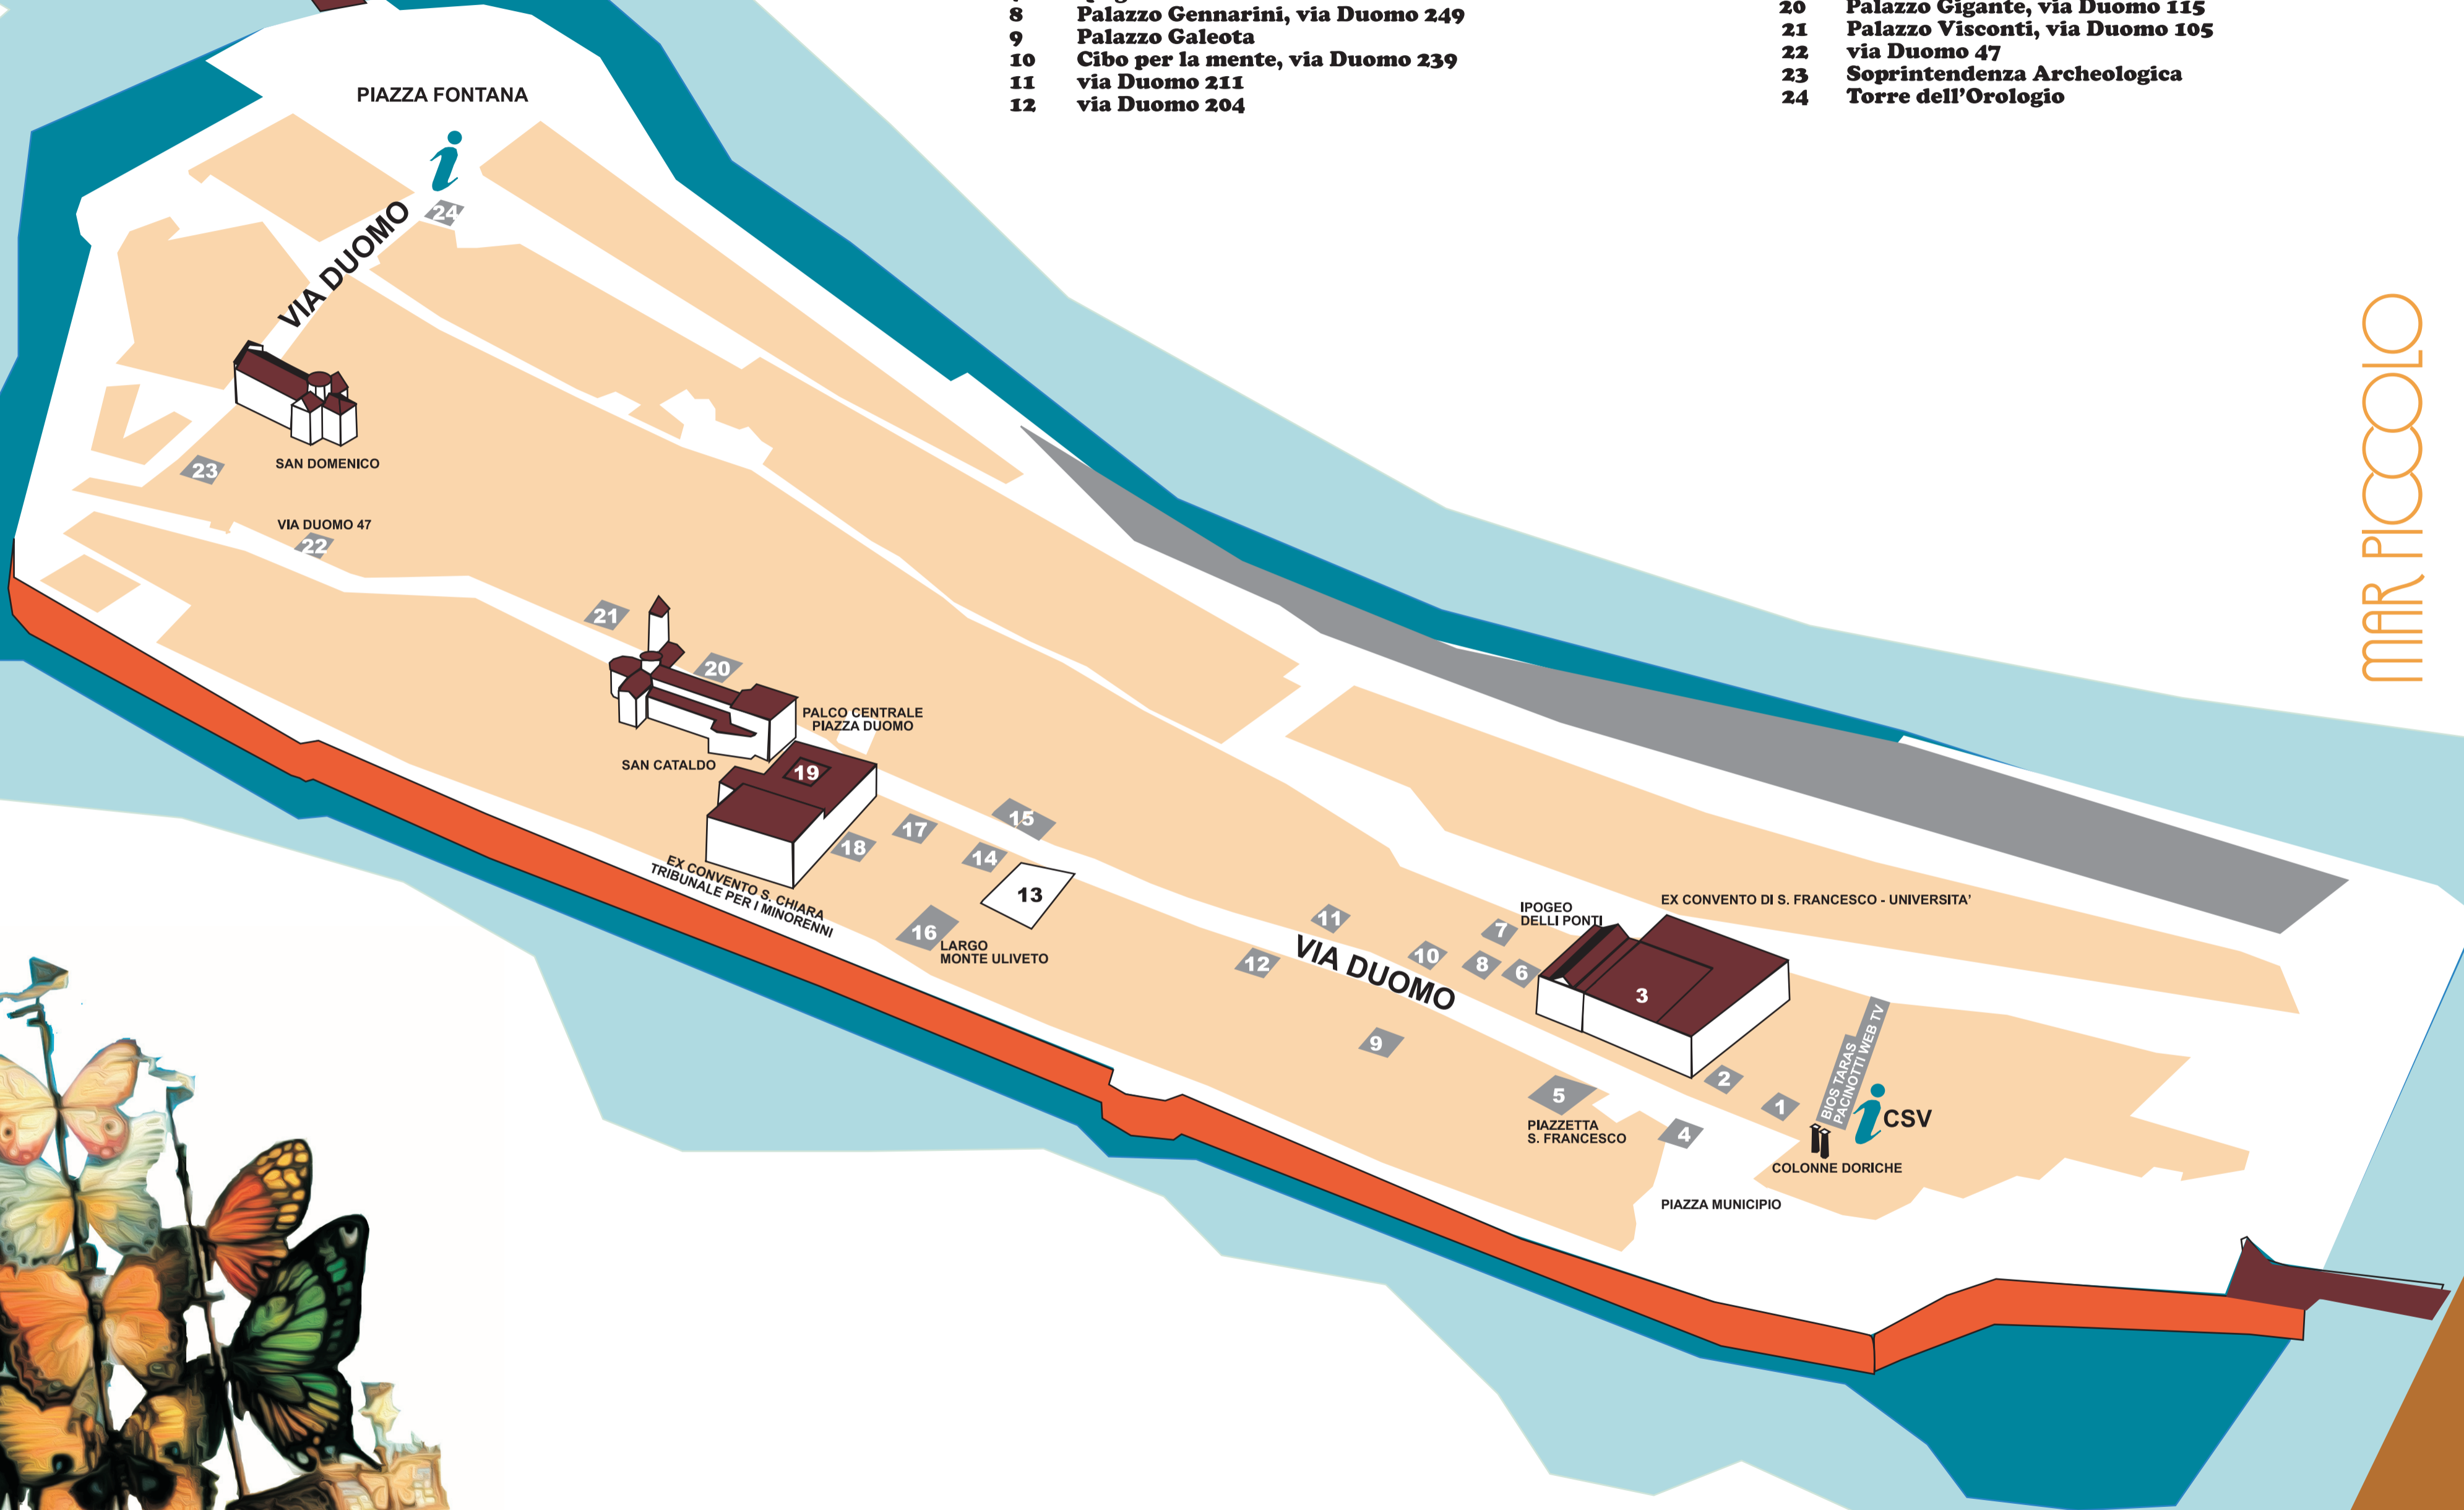 8 Palazzo Gennarini, via Duomo 249
9 Palazzo Galeota
10 Cibo per la mente, via Duomo 239
11 via Duomo 211
12 via Duomo 204
20 Palazzo Gigante, via Duomo 115
21 Palazzo Visconti, via Duomo 105
22 via Duomo 47
23 Soprintendenza Archeologica
24 Torre dell'Orologio
PIAZZA FONTANA
i
24
VIA DUOMO
MAR PICCOLO
SAN DOMENICO
23
VIA DUOMO 47
22
21
20
PALCO CENTRALE
PIAZZA DUOMO
SAN CATALDO
19
15
17
18
14
13
EX CONVENTO S. CHIARA
TRIBUNALE PER I MINORENNI
16
LARGO
MONTE ULIVETO
11
12
VIA DUOMO
10
8
6
7
IPOGEO
DELLI PONTI
EX CONVENTO DI S. FRANCESCO - UNIVERSITA'
3
9
5
PIAZZETTA
S. FRANCESCO
2
1
4
BIOS TARAS
PACINOTTI WEB TV
i
CSV
COLONNE DORICHE
PIAZZA MUNICIPIO